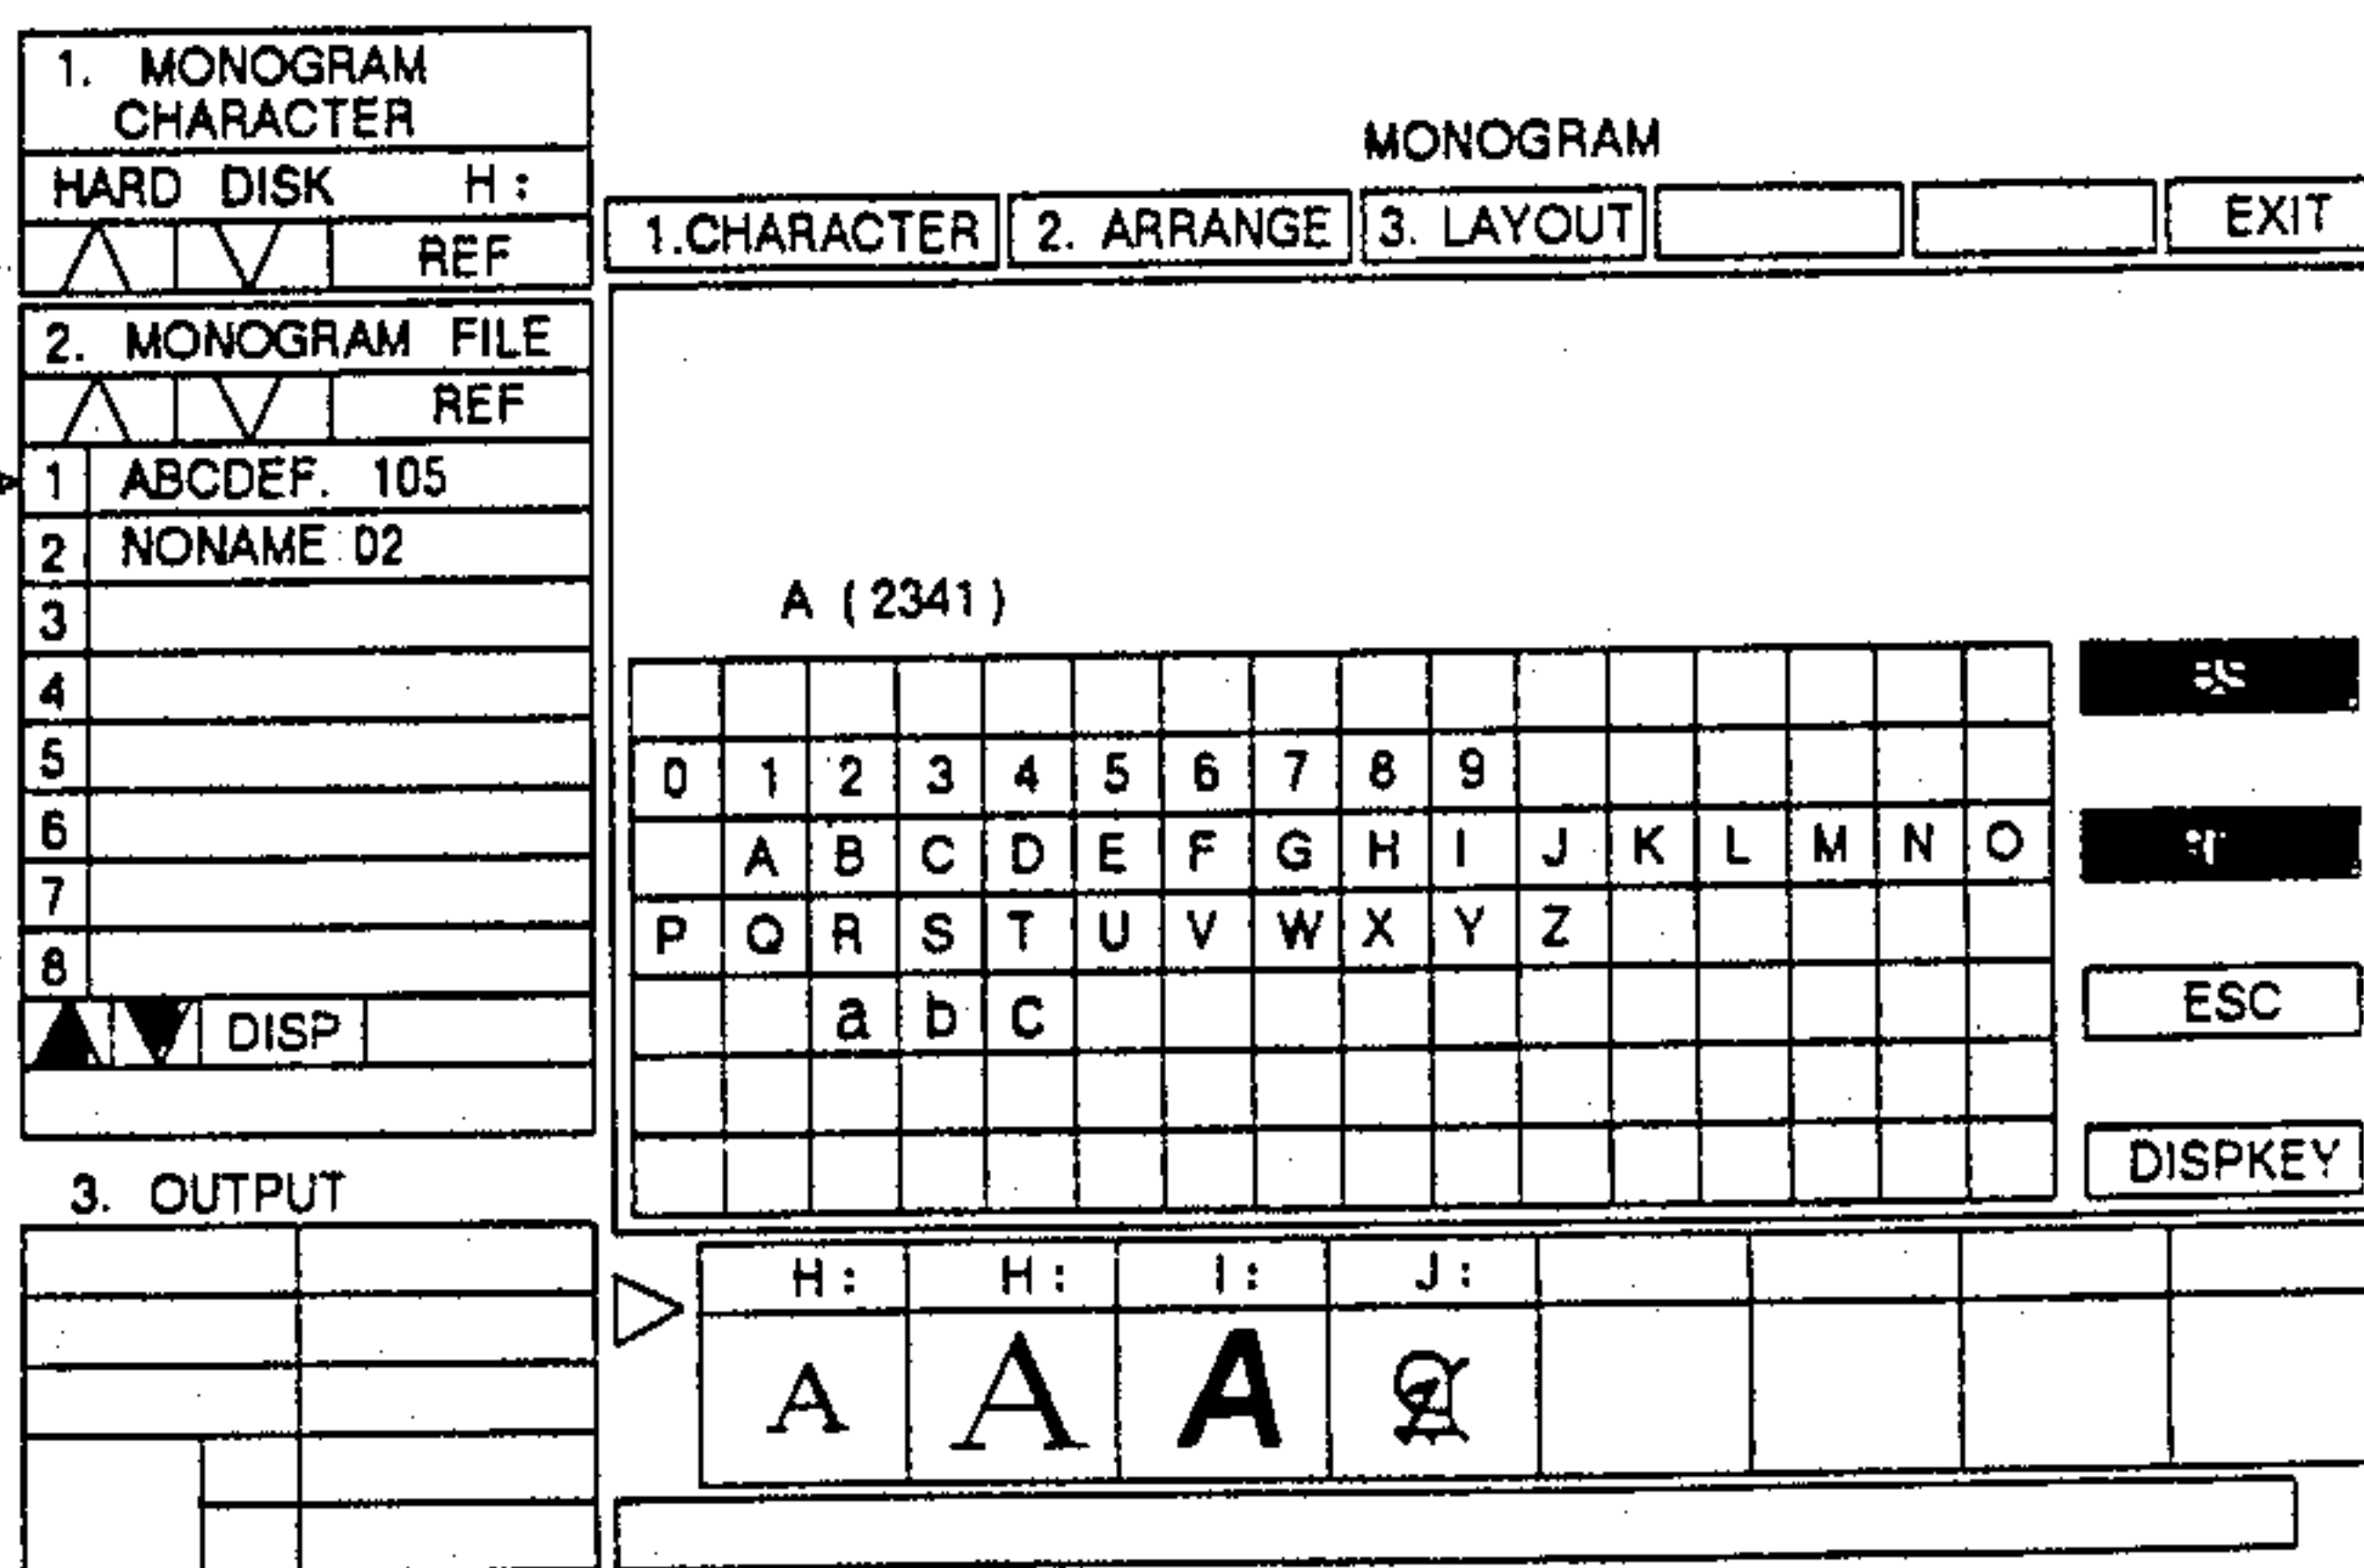 1. MONOGRAM
CHARACTER
HARD DISK H:
REF
2. MONOGRAM FILE
REF
1 ABCDEF. 105
2 NONAME 02
3
4
5
6
7
8
DISP
3. OUTPUT
MONOGRAM
1.CHARACTER 2. ARRANGE 3. LAYOUT EXIT
A (2341)
0 1 2 3 4 5 6 7 8 9
A B C D E F G H I J K L M N O
P Q R S T U V W X Y Z
a b c
ESC
DISPKEY
H: H: I: J:
A A A